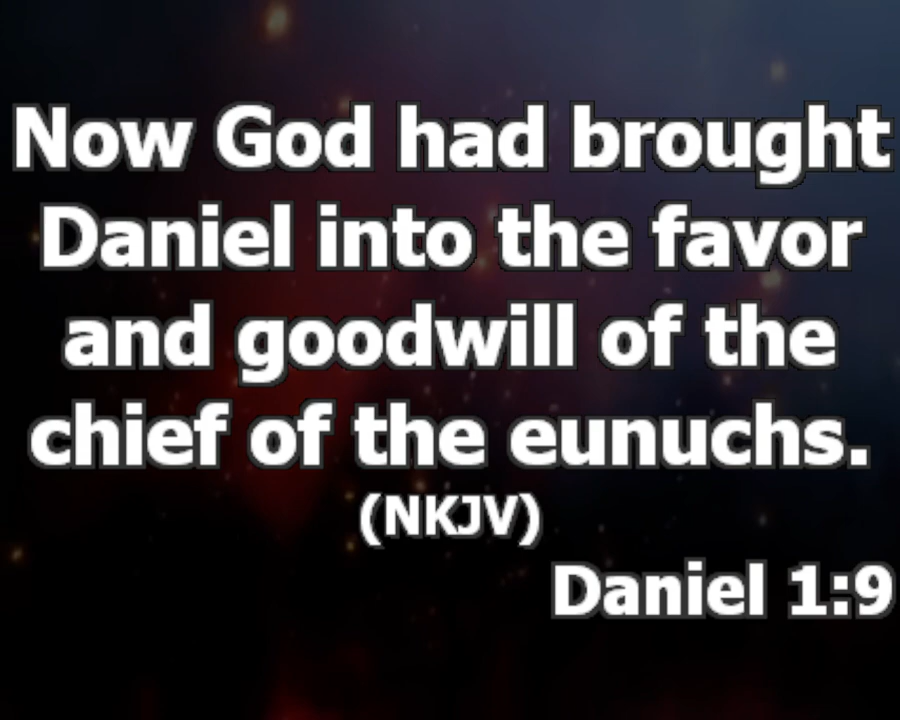 Now God had brought
Daniel into the favor
and goodwill of the
chief of the eunuchs.
(NKJV)
Daniel 1:9